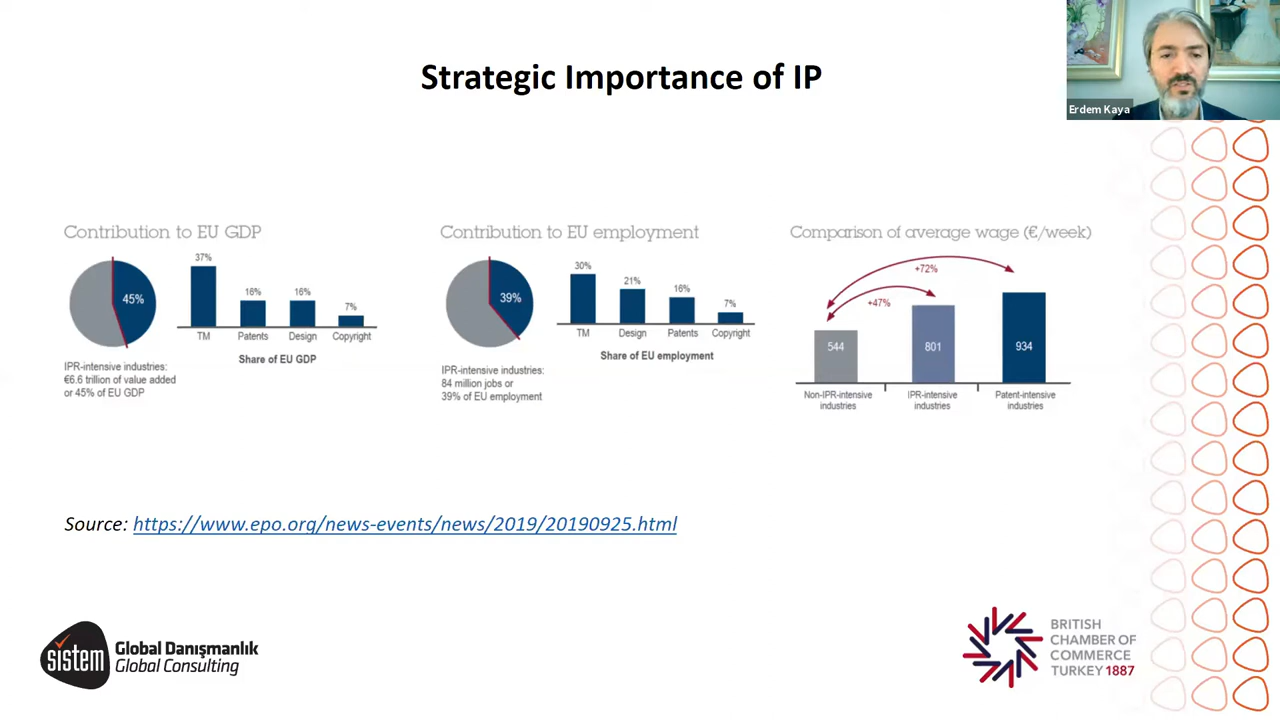 Strategic Importance of IP
Erdem Kaya
Contribution to EU GDP
45%
37%
16%
16%
7%
TM
Patents
Design
Copyright
Share of EU GDP
IPR-intensive industries:
€6.6 trillion of value added
or 45% of EU GDP
Contribution to EU employment
39%
30%
21%
16%
7%
TM
Design
Patents
Copyright
Share of EU employment
IPR-intensive industries:
84 million jobs or
39% of EU employment
Comparison of average wage (€/week)
+72%
+47%
544
801
934
Non-IPR-intensive
industries
IPR-intensive
industries
Patent-intensive
industries
Source: https://www.epo.org/news-events/news/2019/20190925.html
sistem
Global Danışmanlık
Global Consulting
BRITISH
CHAMBER OF
COMMERCE
TURKEY 1887